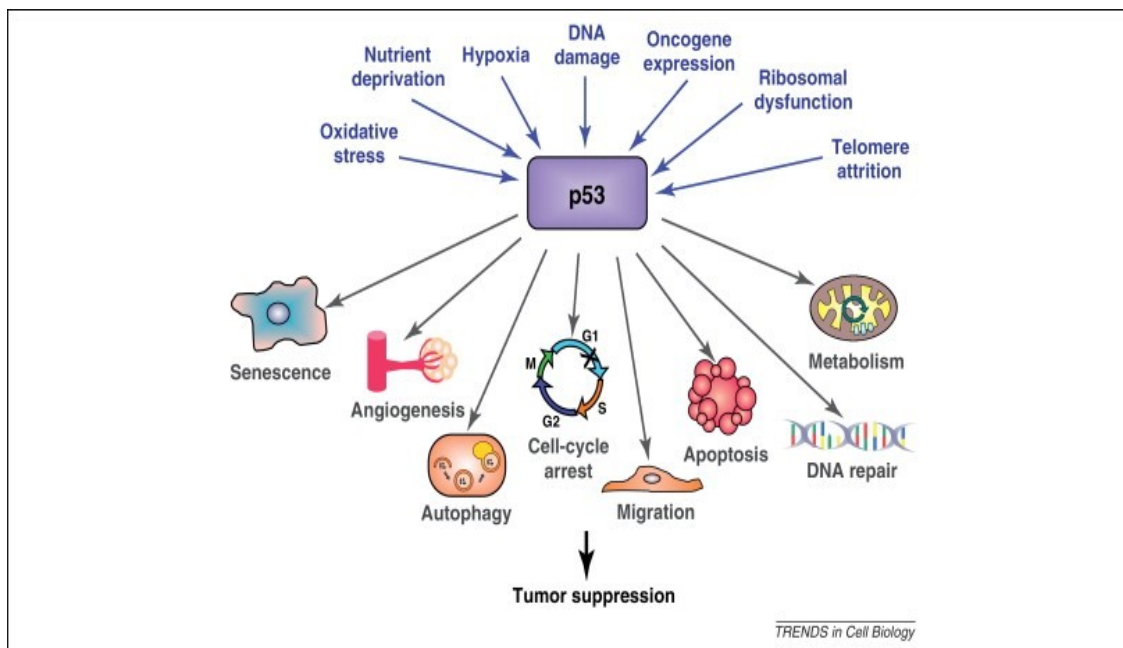 DNA
damage
Oncogene
expression
Hypoxia
Nutrient
deprivation
Ribosomal
dysfunction
Oxidative
stress
Telomere
attrition
p53
Senescence
Angiogenesis
Autophagy
G1
M
S
G2
Cell-cycle
arrest
Migration
Apoptosis
Metabolism
DNA repair
Tumor suppression
TRENDS in Cell Biology